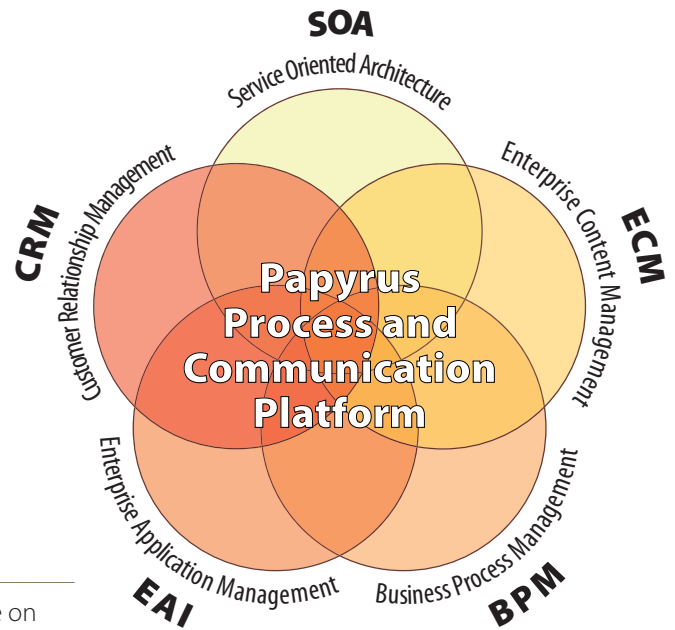 SOA
Service Oriented Architecture
CRM
Customer Relationship Management
Enterprise Content Management
ECM
Papyrus
Process and
Communication
Platform
Enterprise Application Management
EAI
Business Process Management
BPM
e on